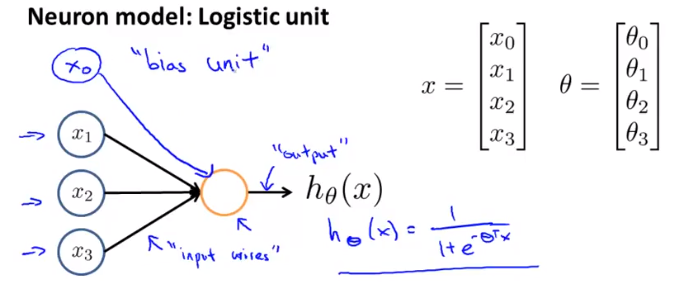 Neuron model: Logistic unit
x₀ "bias unit"
x₁
x₂
x₃
"input wires"
"output"
hθ(x)
hθ(x) = 1 / (1 + e^(-θᵀx))
x = [x₀ x₁ x₂ x₃]
θ = [θ₀ θ₁ θ₂ θ₃]